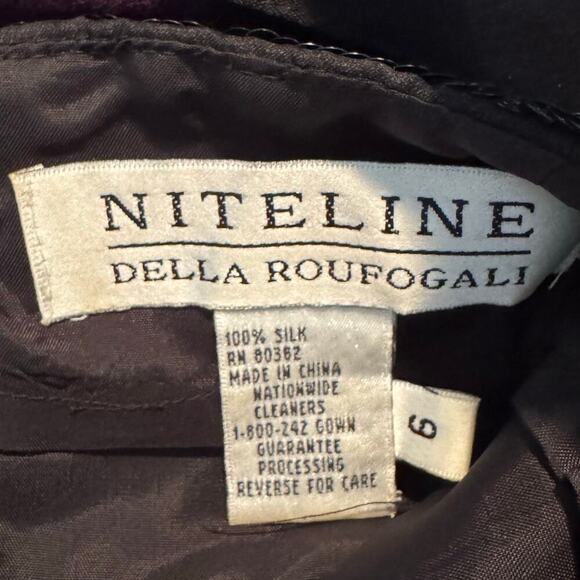 NITELINE
DELLA ROUFOGALI
100% SILK
RN 80362
MADE IN CHINA
NATIONWIDE
CLEANERS
1-800-242 GOWN
GUARANTEE
PROCESSING
REVERSE FOR CARE
6